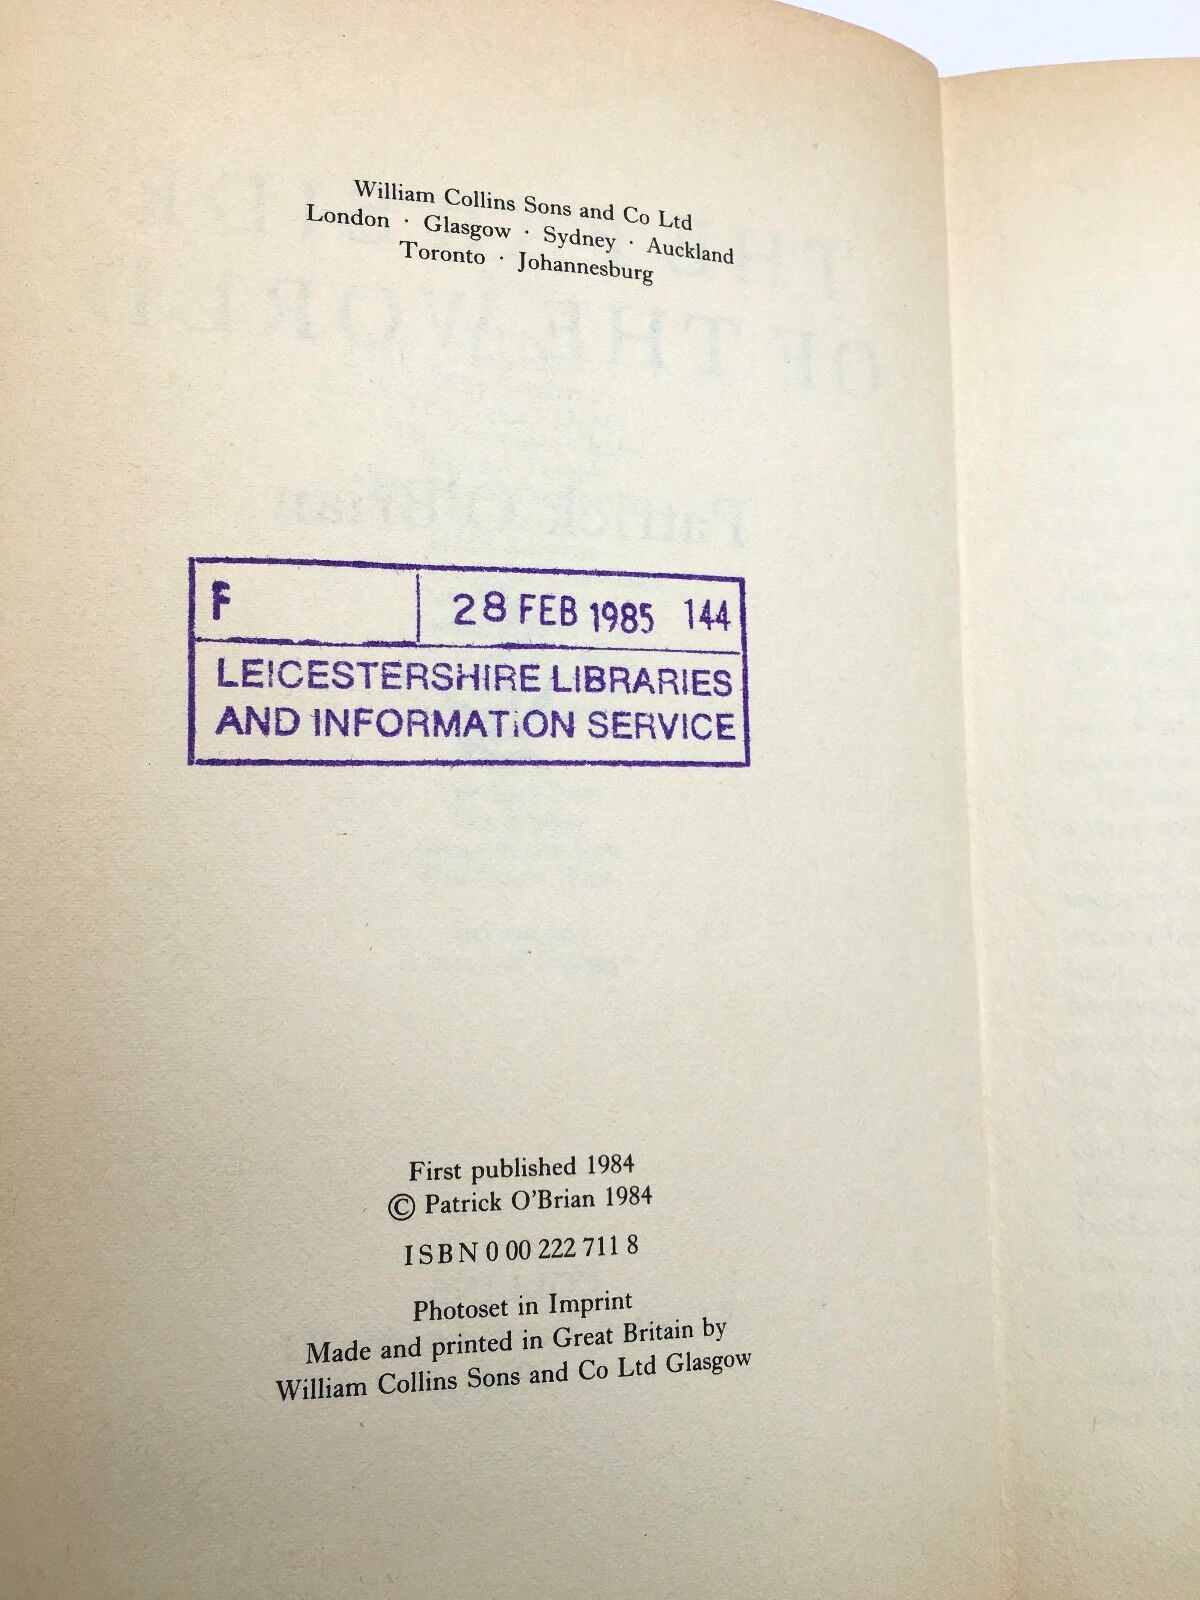 William Collins Sons and Co Ltd
London · Glasgow · Sydney · Auckland
Toronto · Johannesburg
F
28 FEB 1985 144
LEICESTERSHIRE LIBRARIES
AND INFORMATION SERVICE
First published 1984
© Patrick O'Brian 1984
ISBN 0 00 222 711 8
Photoset in Imprint
Made and printed in Great Britain by
William Collins Sons and Co Ltd Glasgow